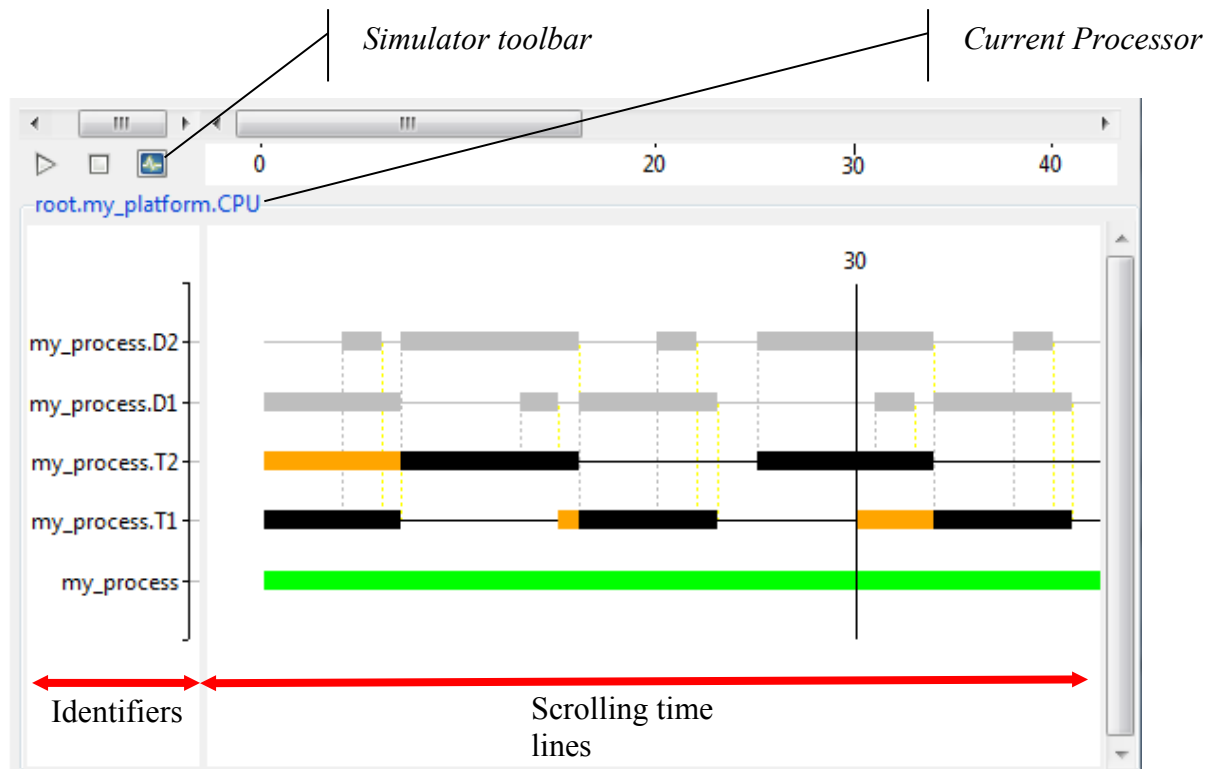 Simulator toolbar
Current Processor
0 20 30 40
root.my_platform.CPU
30
my_process.D2
my_process.D1
my_process.T2
my_process.T1
my_process
Identifiers
Scrolling time
lines